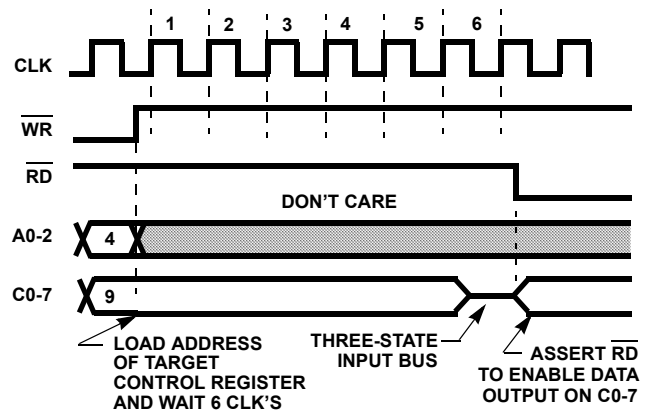 1 2 3 4 5 6
CLK
WR
RD
DON'T CARE
A0-2
4
C0-7
9
LOAD ADDRESS
OF TARGET
CONTROL REGISTER
AND WAIT 6 CLK'S
THREE-STATE
INPUT BUS
ASSERT RD
TO ENABLE DATA
OUTPUT ON C0-7